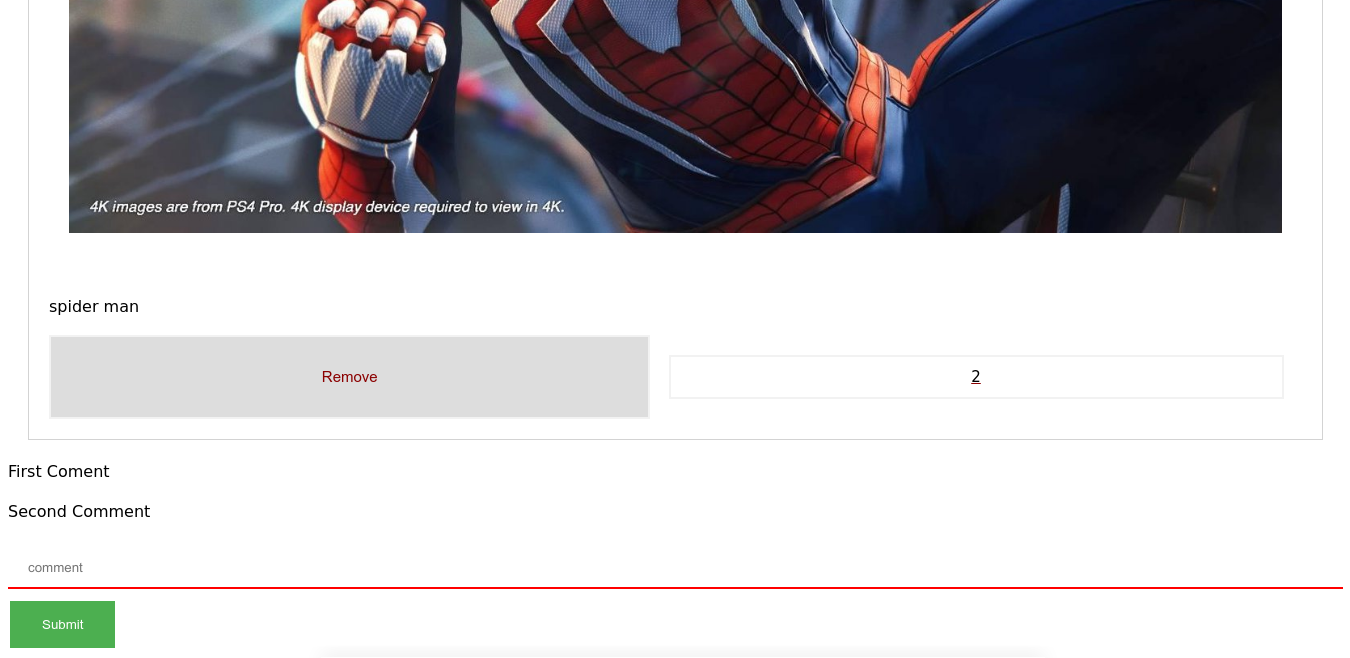 4K images are from PS4 Pro. 4K display device required to view in 4K.
spider man
Remove
2
First Coment
Second Comment
comment
Submit